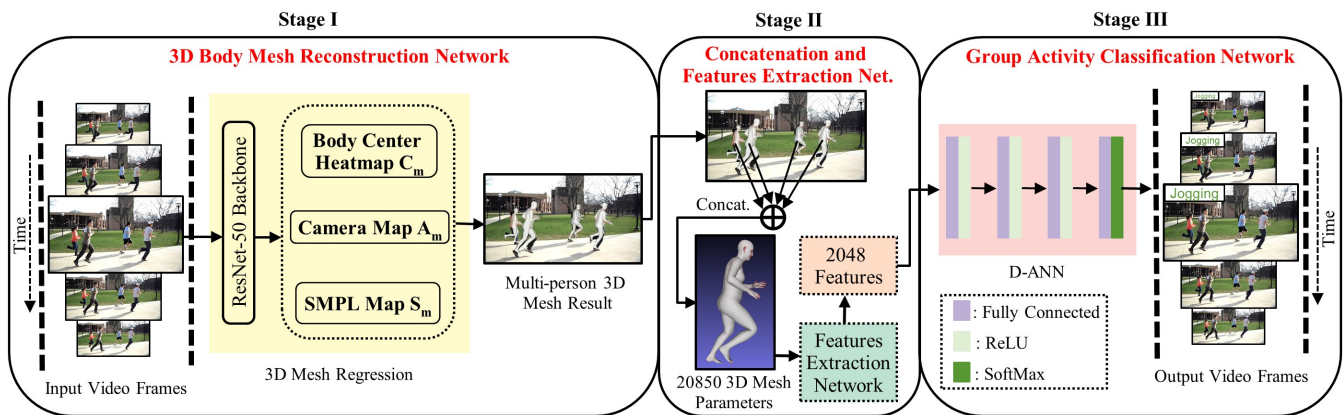 Stage I
3D Body Mesh Reconstruction Network
Time
Input Video Frames
ResNet-50 Backbone
Body Center
Heatmap Cm
Camera Map Am
SMPL Map Sm
3D Mesh Regression
Multi-person 3D
Mesh Result
Stage II
Concatenation and
Features Extraction Net.
Concat.
20850 3D Mesh
Parameters
2048
Features
Features
Extraction
Network
Stage III
Group Activity Classification Network
D-ANN
: Fully Connected
: ReLU
: SoftMax
Jogging
Jogging
Jogging
Time
Output Video Frames